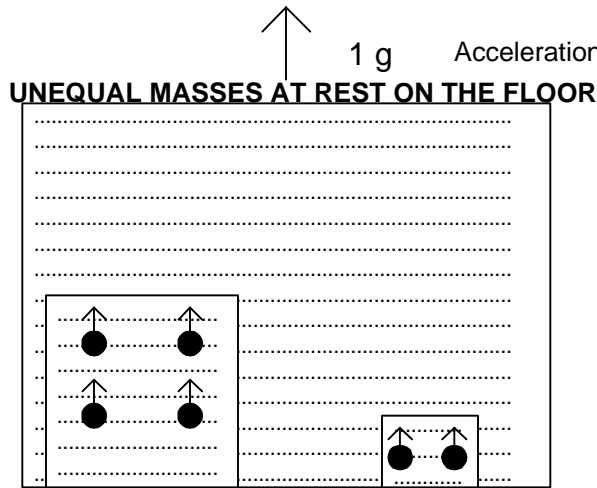 1 g Acceleration
UNEQUAL MASSES AT REST ON THE FLOOR